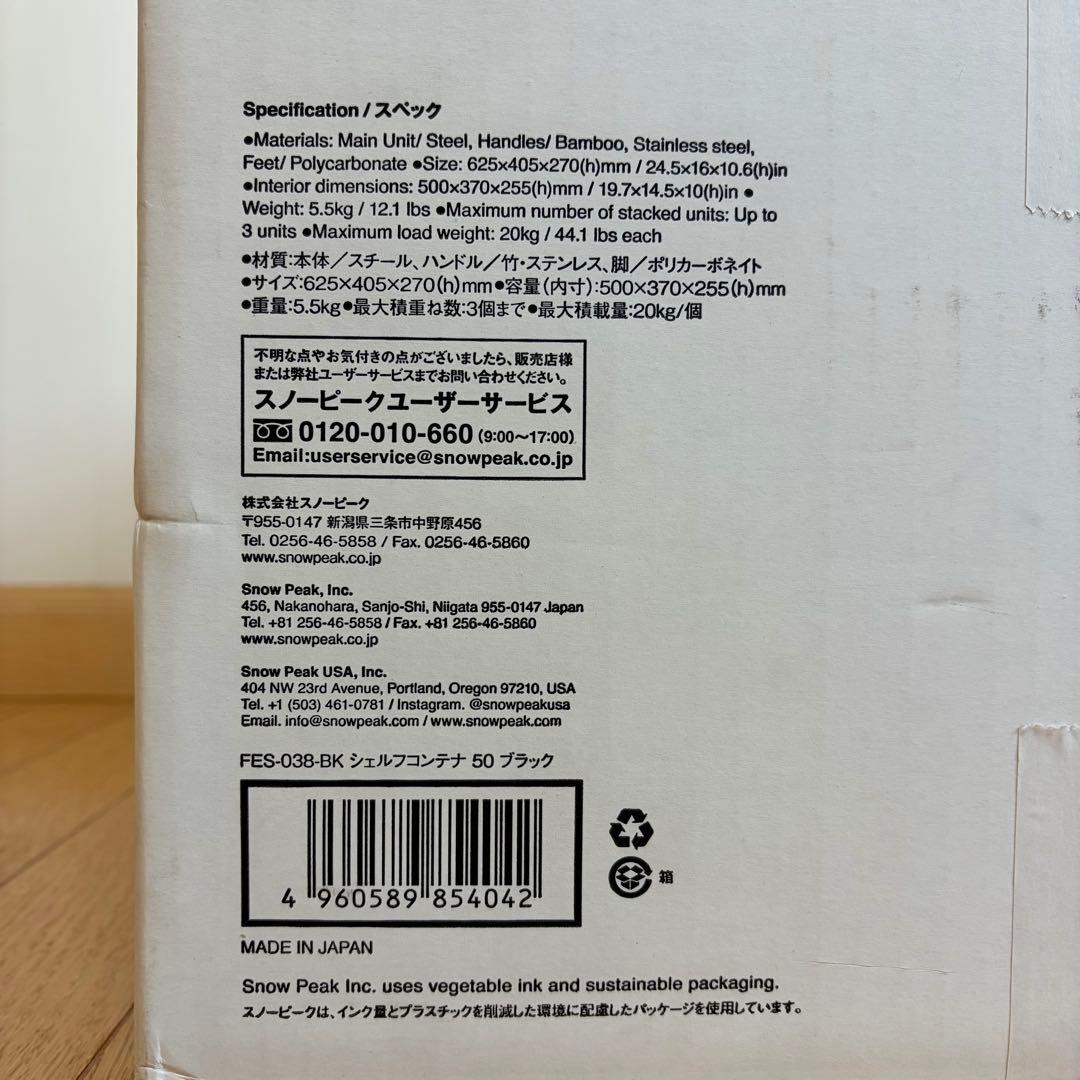 Specification / スペック
●Materials: Main Unit/ Steel, Handles/ Bamboo, Stainless steel,
Feet/ Polycarbonate ●Size: 625×405×270(h)mm / 24.5×16×10.6(h)in
●Interior dimensions: 500×370×255(h)mm / 19.7×14.5×10(h)in ●
Weight: 5.5kg / 12.1 lbs ●Maximum number of stacked units: Up to
3 units ●Maximum load weight: 20kg / 44.1 lbs each
●材質:本体／スチール、ハンドル／竹・ステンレス、脚／ポリカーボネイト
●サイズ:625×405×270(h)mm●容量(内寸):500×370×255(h)mm
●重量:5.5kg●最大積重ね数:3個まで●最大積載量:20kg/個
不明な点やお気付きの点がございましたら、販売店様
または弊社ユーザーサービスまでお問い合わせください。
スノーピークユーザーサービス
0120-010-660 (9:00〜17:00)
Email:userservice@snowpeak.co.jp
株式会社スノーピーク
〒955-0147 新潟県三条市中野原456
Tel. 0256-46-5858 / Fax. 0256-46-5860
www.snowpeak.co.jp
Snow Peak, Inc.
456, Nakanohara, Sanjo-Shi, Niigata 955-0147 Japan
Tel. +81 256-46-5858 / Fax. +81 256-46-5860
www.snowpeak.co.jp
Snow Peak USA, Inc.
404 NW 23rd Avenue, Portland, Oregon 97210, USA
Tel. +1 (503) 461-0781 / Instagram. @snowpeakusa
Email. info@snowpeak.com / www.snowpeak.com
FES-038-BK シェルフコンテナ 50 ブラック
4 960589 854042
箱
MADE IN JAPAN
Snow Peak Inc. uses vegetable ink and sustainable packaging.
スノーピークは、インク量とプラスチックを削減した環境に配慮したパッケージを使用しています。